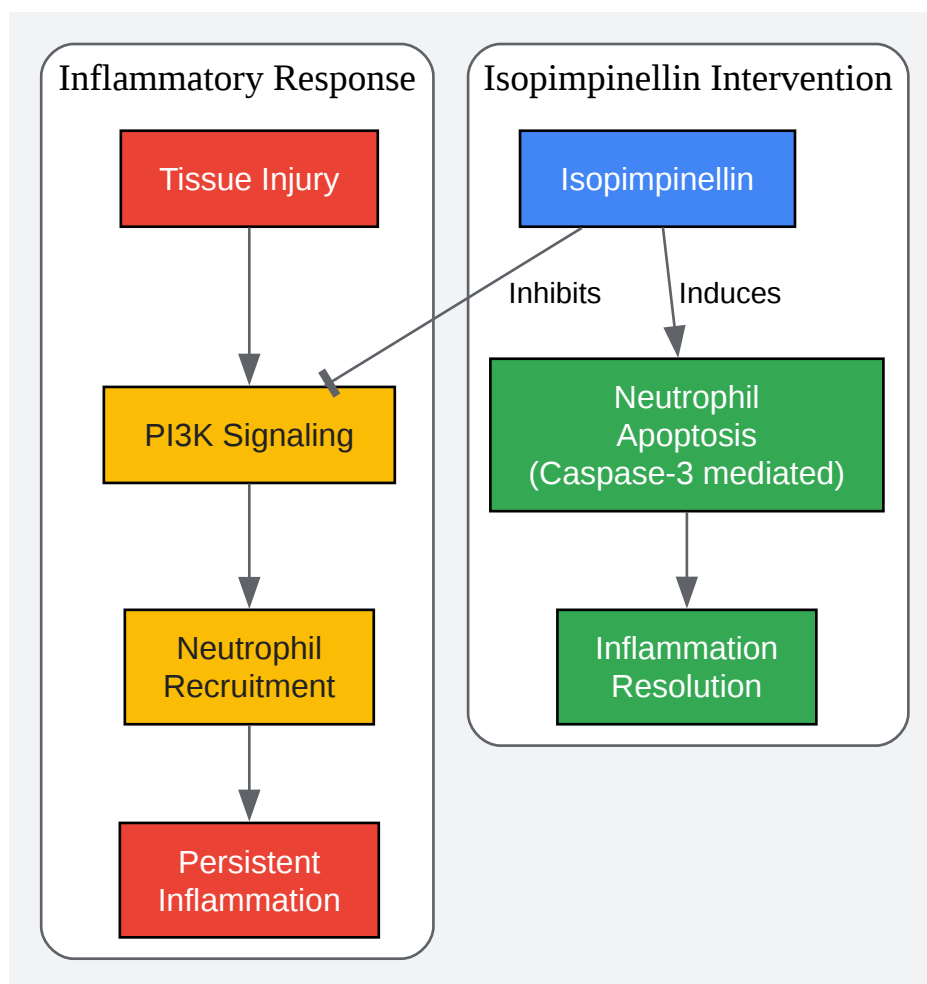 Inflammatory Response
Tissue Injury
PI3K Signaling
Neutrophil
Recruitment
Persistent
Inflammation
Isopimpinellin Intervention
Isopimpinellin
Inhibits
Induces
Neutrophil
Apoptosis
(Caspase-3 mediated)
Inflammation
Resolution